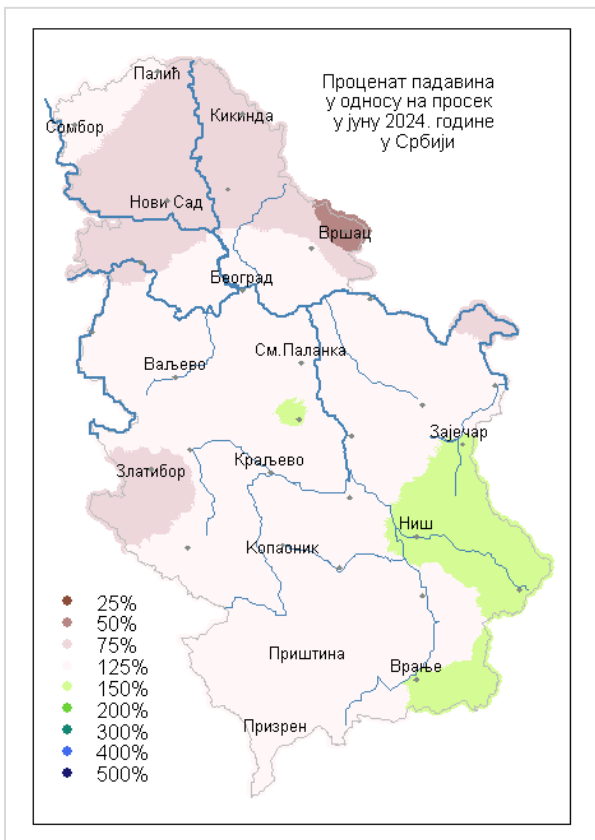 Проценат падавина
у односу на просек
у јуну 2024. године
у Србији
Палић
Кикинда
Сомбор
Нови Сад
Вршац
Београд
См.Паланка
Ваљево
Зајечар
Краљево
Златибор
Ниш
Копаоник
Приштина
Врање
Призрен
25%
50%
75%
125%
150%
200%
300%
400%
500%